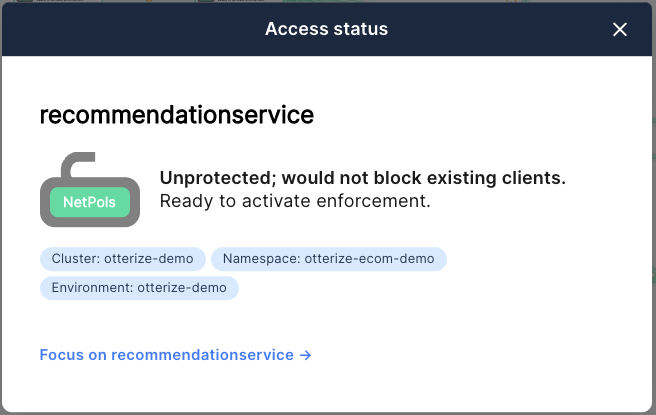 Access status
recommendationservice
NetPols
Unprotected; would not block existing clients.
Ready to activate enforcement.
Cluster: otterize-demo
Namespace: otterize-ecom-demo
Environment: otterize-demo
Focus on recommendationservice →